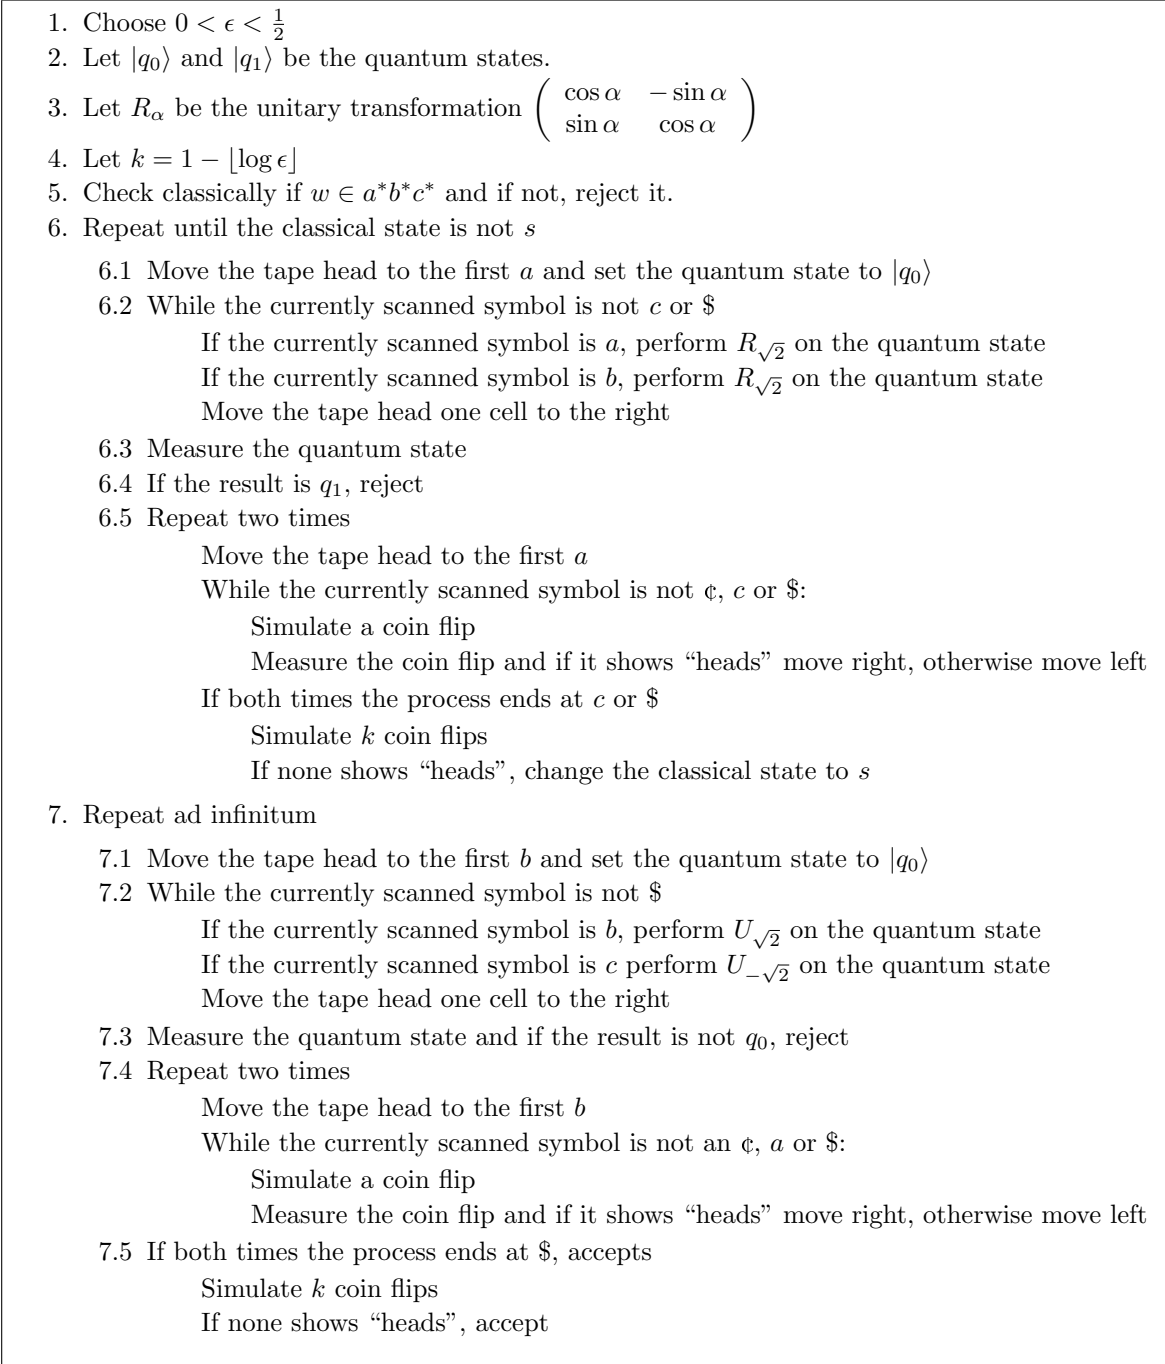 1. Choose 0 < ϵ < 1/2
2. Let |q₀⟩ and |q₁⟩ be the quantum states.
3. Let R_α be the unitary transformation ( cos α − sin α
sin α cos α )
4. Let k = 1 − ⌊log ϵ⌋
5. Check classically if w ∈ a*b*c* and if not, reject it.
6. Repeat until the classical state is not s
6.1 Move the tape head to the first a and set the quantum state to |q₀⟩
6.2 While the currently scanned symbol is not c or $
If the currently scanned symbol is a, perform R_√2 on the quantum state
If the currently scanned symbol is b, perform R_√2 on the quantum state
Move the tape head one cell to the right
6.3 Measure the quantum state
6.4 If the result is q₁, reject
6.5 Repeat two times
Move the tape head to the first a
While the currently scanned symbol is not ¢, c or $:
Simulate a coin flip
Measure the coin flip and if it shows “heads” move right, otherwise move left
If both times the process ends at c or $
Simulate k coin flips
If none shows “heads”, change the classical state to s
7. Repeat ad infinitum
7.1 Move the tape head to the first b and set the quantum state to |q₀⟩
7.2 While the currently scanned symbol is not $
If the currently scanned symbol is b, perform U_√2 on the quantum state
If the currently scanned symbol is c perform U_−√2 on the quantum state
Move the tape head one cell to the right
7.3 Measure the quantum state and if the result is not q₀, reject
7.4 Repeat two times
Move the tape head to the first b
While the currently scanned symbol is not an ¢, a or $:
Simulate a coin flip
Measure the coin flip and if it shows “heads” move right, otherwise move left
7.5 If both times the process ends at $, accepts
Simulate k coin flips
If none shows “heads”, accept